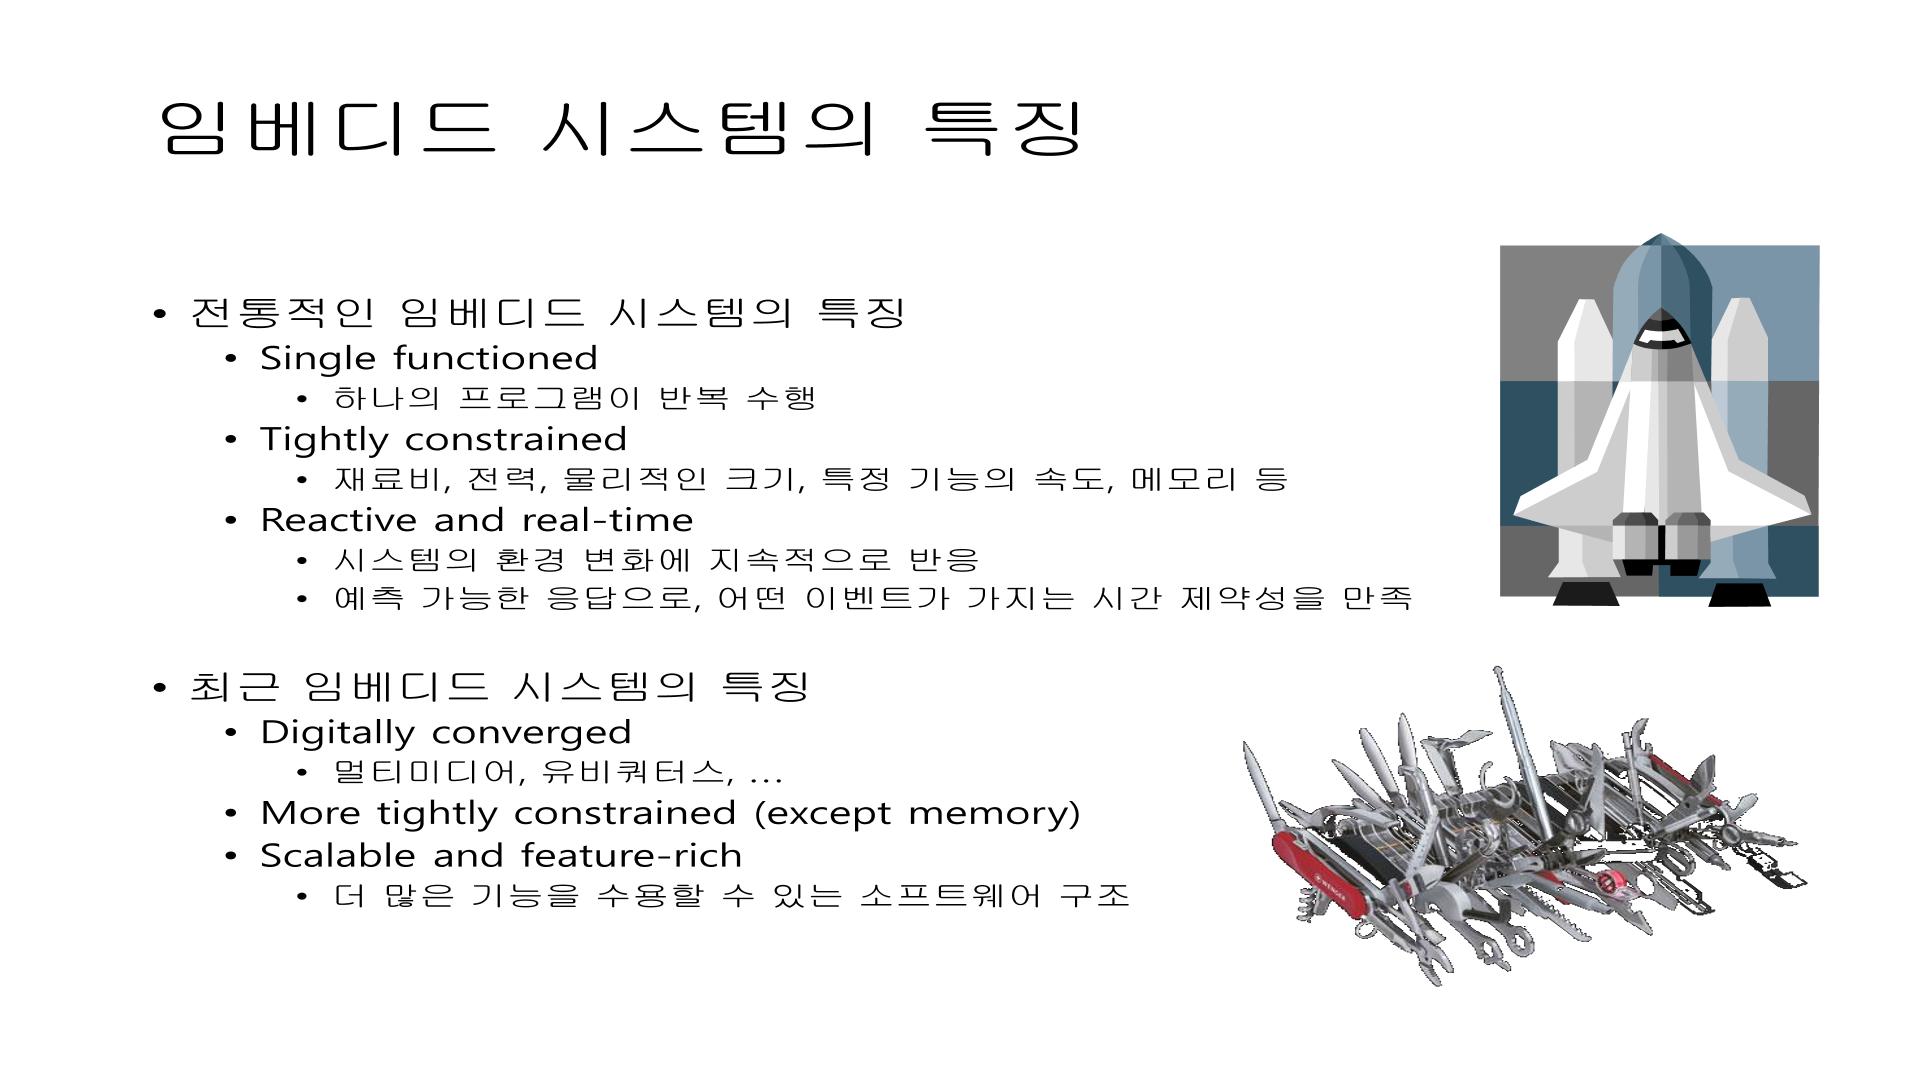 임베디드 시스템의 특징
• 전통적인 임베디드 시스템의 특징
• Single functioned
• 하나의 프로그램이 반복 수행
• Tightly constrained
• 재료비, 전력, 물리적인 크기, 특정 기능의 속도, 메모리 등
• Reactive and real-time
• 시스템의 환경 변화에 지속적으로 반응
• 예측 가능한 응답으로, 어떤 이벤트가 가지는 시간 제약성을 만족
• 최근 임베디드 시스템의 특징
• Digitally converged
• 멀티미디어, 유비쿼터스, …
• More tightly constrained (except memory)
• Scalable and feature-rich
• 더 많은 기능을 수용할 수 있는 소프트웨어 구조
WENGER